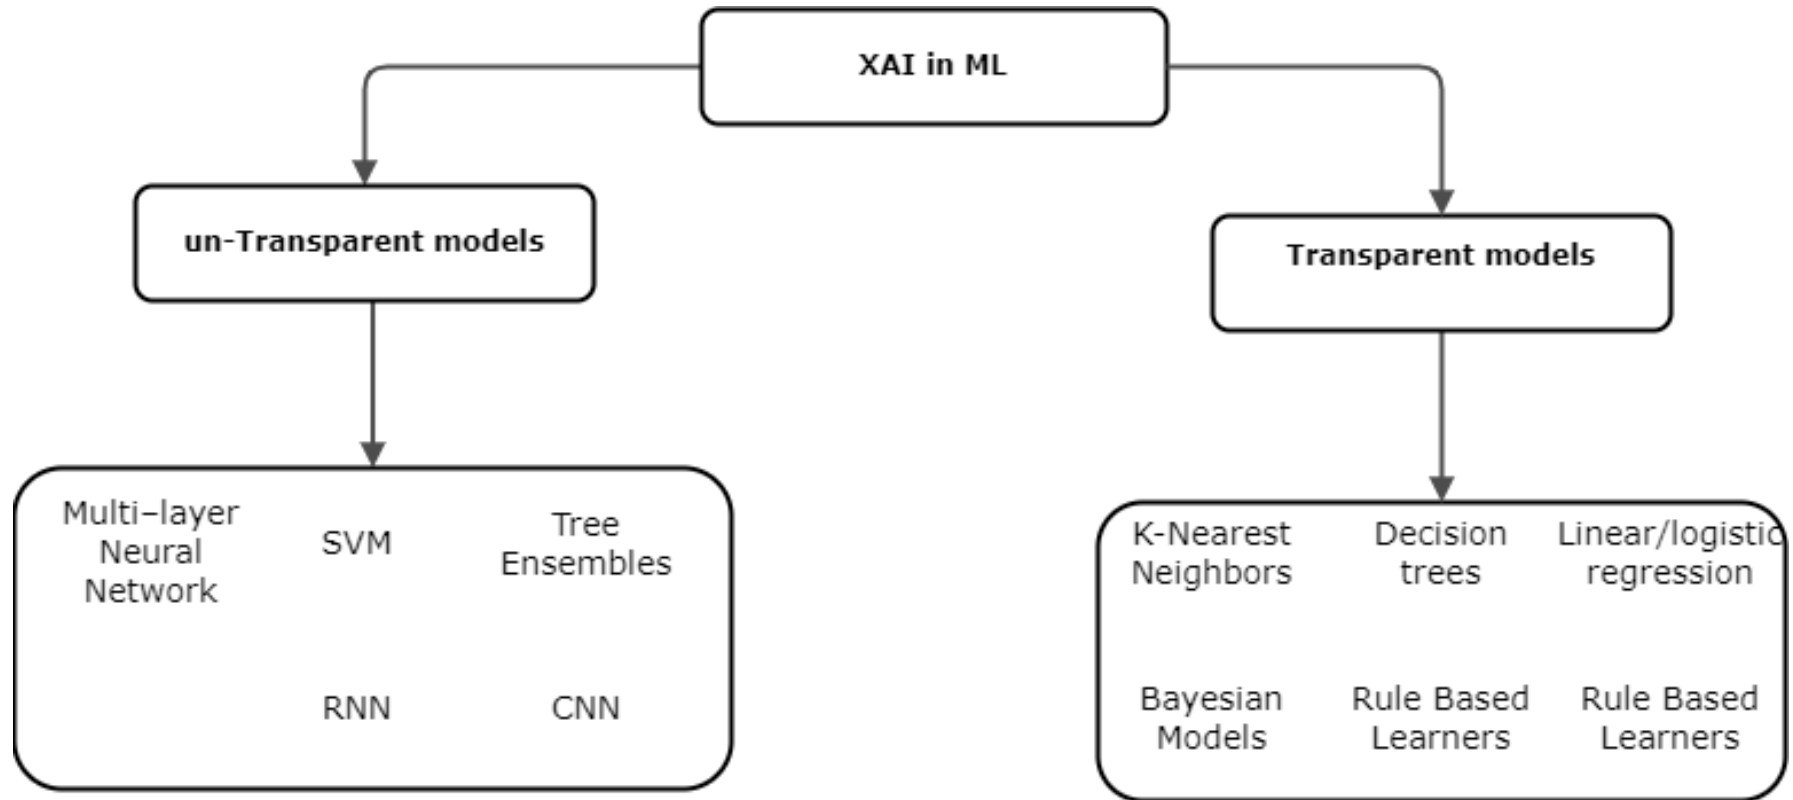 XAI in ML
un-Transparent models
Transparent models
Multi–layer
Neural
Network
SVM
Tree
Ensembles
RNN
CNN
K-Nearest
Neighbors
Decision
trees
Linear/logistic
regression
Bayesian
Models
Rule Based
Learners
Rule Based
Learners